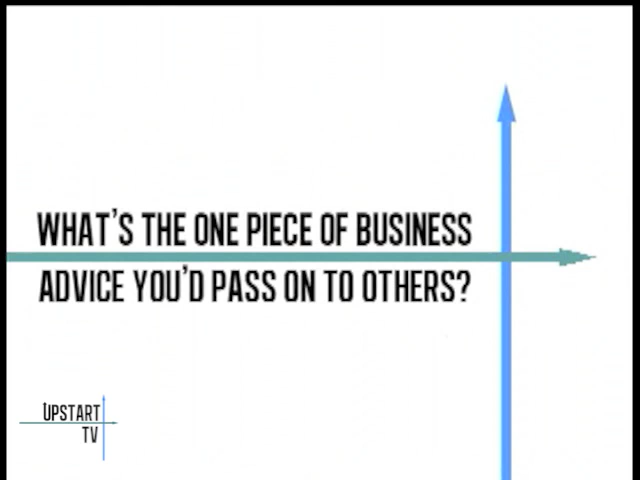 WHAT'S THE ONE PIECE OF BUSINESS
ADVICE YOU'D PASS ON TO OTHERS?
UPSTART
TV